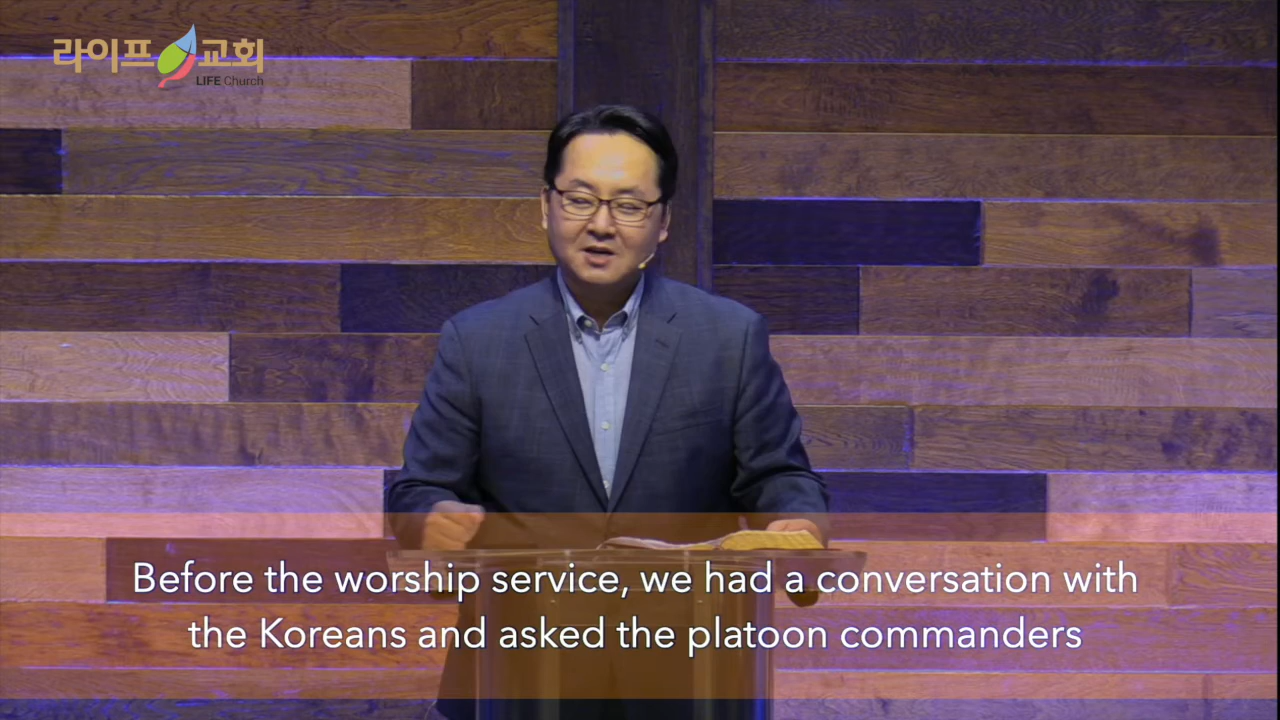 라이프교회
LIFE Church
Before the worship service, we had a conversation with
the Koreans and asked the platoon commanders